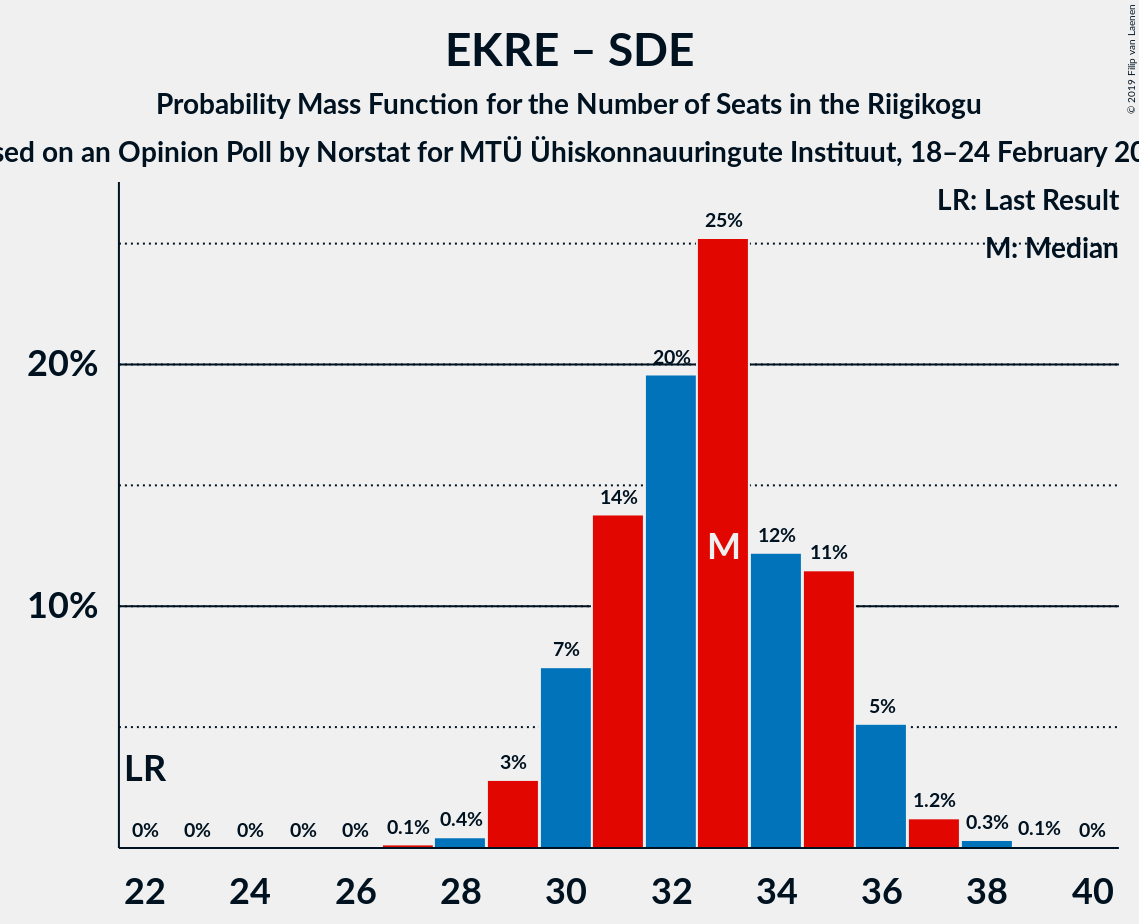 EKRE – SDE
Probability Mass Function for the Number of Seats in the Riigikogu
sed on an Opinion Poll by Norstat for MTÜ Ühiskonnauuringute Instituut, 18–24 February 20
© 2019 Filip van Laenen
LR: Last Result
M: Median
25%
20%
20%
14%
M
12%
11%
10%
7%
5%
3%
LR
1.2%
0% 0% 0% 0% 0% 0.1% 0.4% 0.3% 0.1% 0%
22 24 26 28 30 32 34 36 38 40